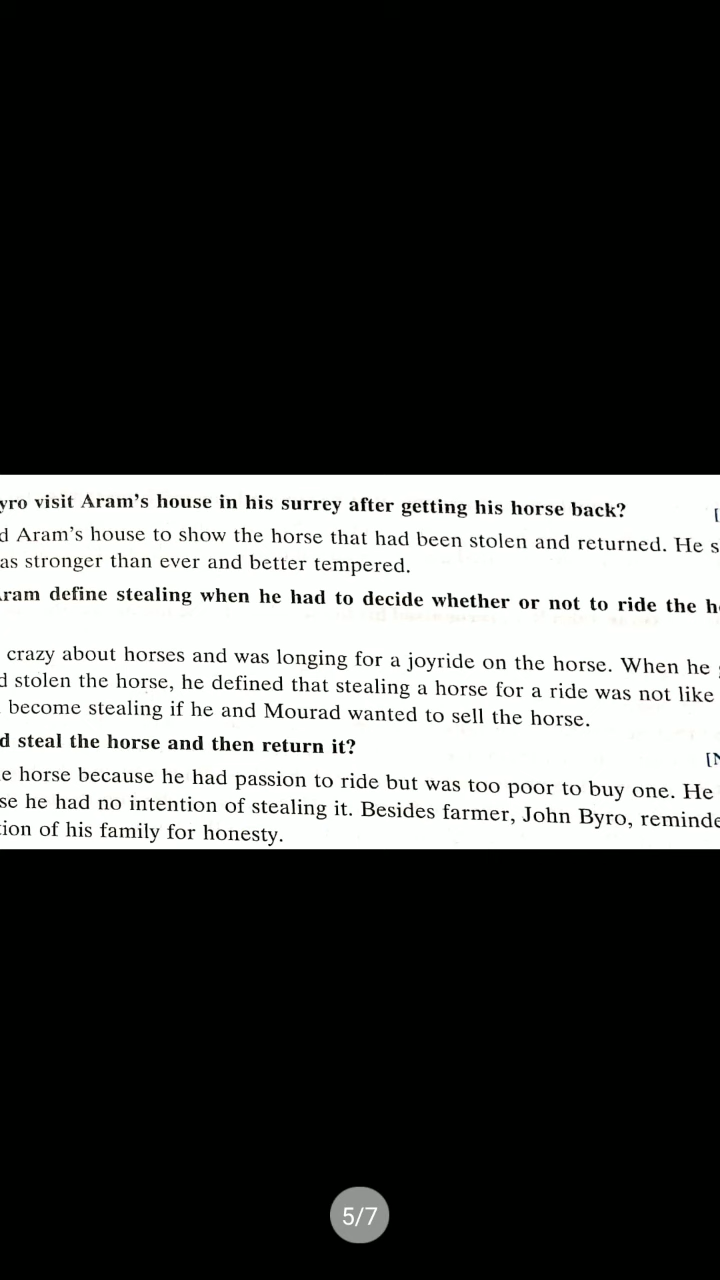 yro visit Aram's house in his surrey after getting his horse back?
[
d Aram's house to show the horse that had been stolen and returned. He s
as stronger than ever and better tempered.
ram define stealing when he had to decide whether or not to ride the h
crazy about horses and was longing for a joyride on the horse. When he
d stolen the horse, he defined that stealing a horse for a ride was not like
become stealing if he and Mourad wanted to sell the horse.
d steal the horse and then return it?
[N
e horse because he had passion to ride but was too poor to buy one. He
se he had no intention of stealing it. Besides farmer, John Byro, reminde
tion of his family for honesty.
5/7